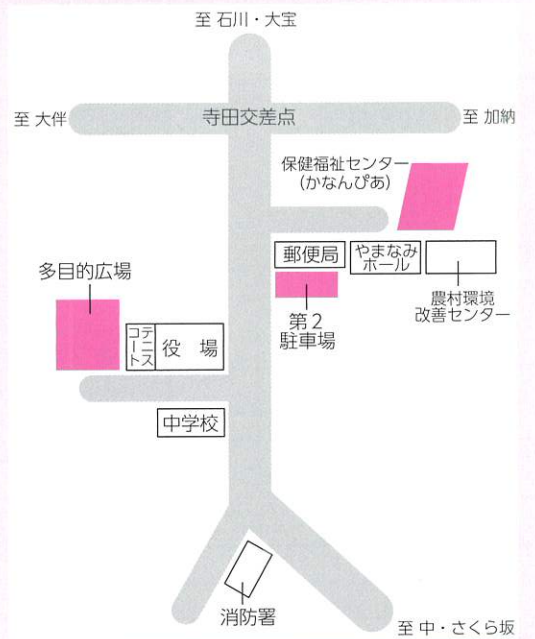 至 石川・大宝
至 大伴
寺田交差点
至 加納
保健福祉センター
(かなんぴあ)
郵便局
やまなみ
ホール
農村環境
改善センター
第2
駐車場
多目的広場
テニス
コート
役 場
中学校
消防署
至 中・さくら坂